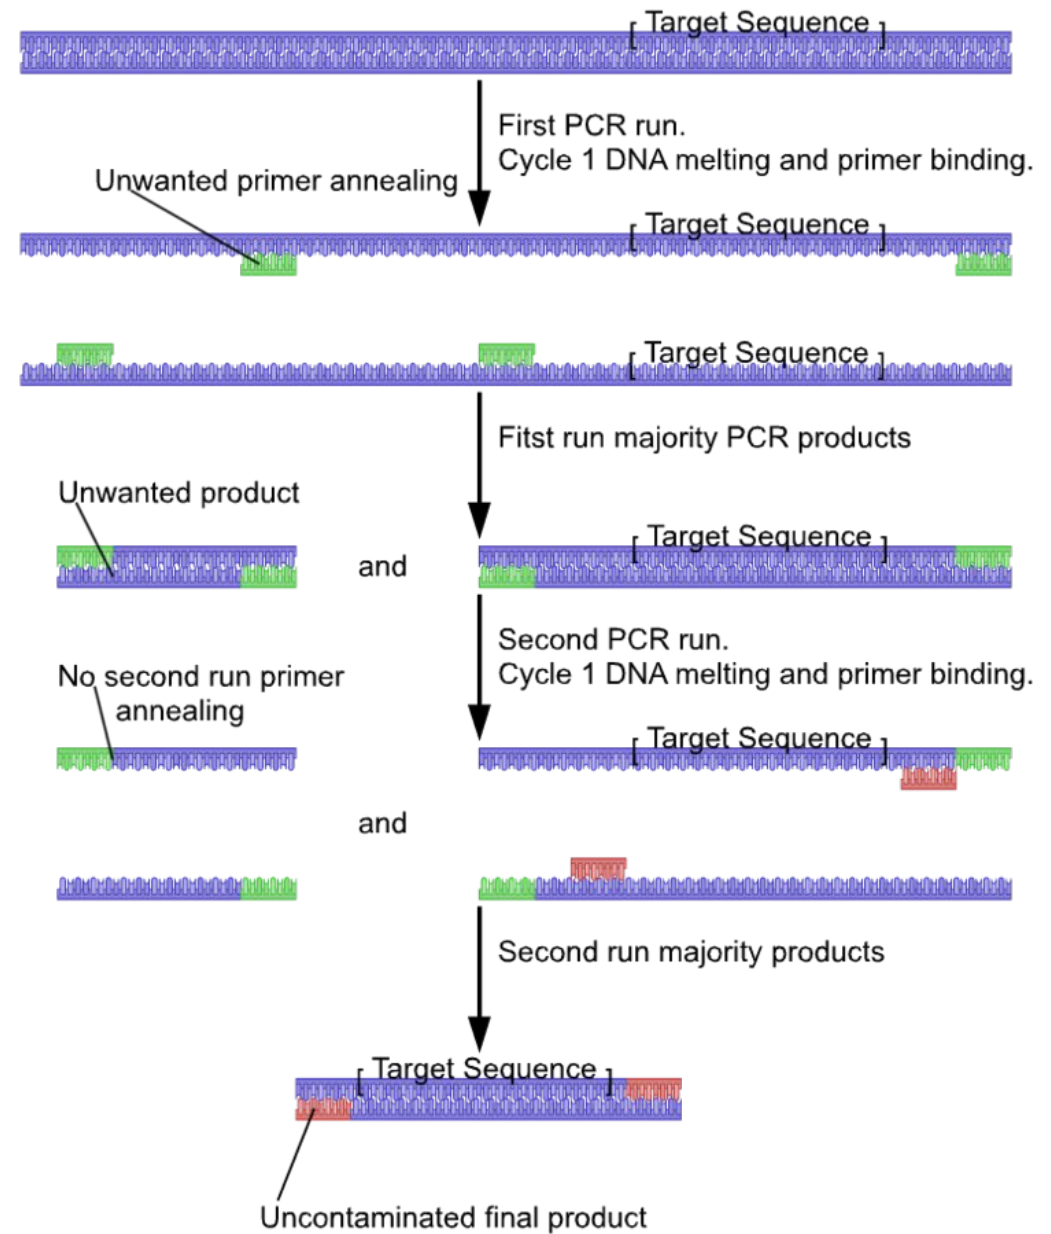 [ Target Sequence ]
First PCR run.
Cycle 1 DNA melting and primer binding.
Unwanted primer annealing
[ Target Sequence ]
[ Target Sequence ]
Fitst run majority PCR products
Unwanted product
[ Target Sequence ]
and
Second PCR run.
Cycle 1 DNA melting and primer binding.
No second run primer
annealing
[ Target Sequence ]
and
Second run majority products
[ Target Sequence ]
Uncontaminated final product